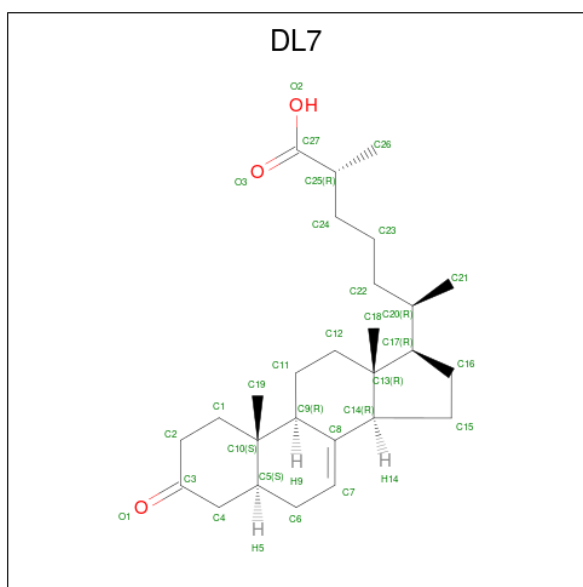 DL7
O2
OH
C27
C26
O
O3
C25(R)
C24
C23
C21
C22
C20(R)
C18
C12
C17(R)
C16
C11
C19
C13(R)
C1
C9(R)
C14(R)
C15
C2
C8
C10(S)
H
H14
C3
C5(S)
H
H9
C7
O
O1
C4
C6
H
H5